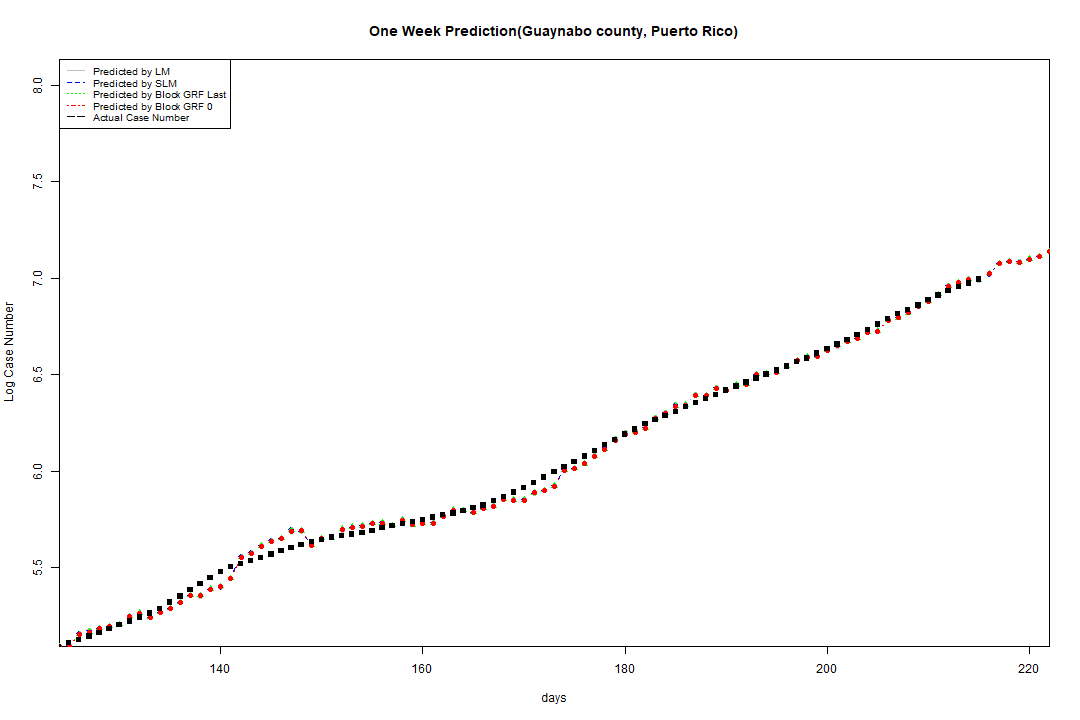 One Week Prediction(Guaynabo county, Puerto Rico)
Predicted by LM
Predicted by SLM
Predicted by Block GRF Last
Predicted by Block GRF 0
Actual Case Number
8.0
7.5
7.0
6.5
6.0
5.5
Log Case Number
140 160 180 200 220
days